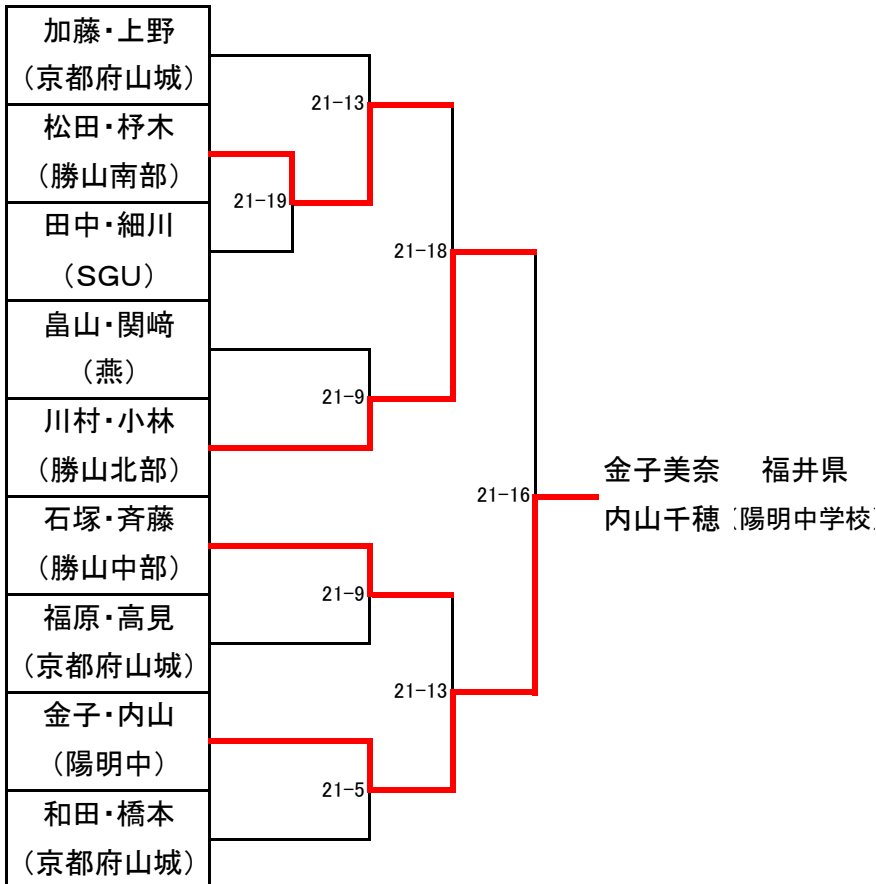 加藤・上野
（京都府山城）
松田・杼木
（勝山南部）
田中・細川
（SGU）
畠山・関﨑
（燕）
川村・小林
（勝山北部）
石塚・斉藤
（勝山中部）
福原・高見
（京都府山城）
金子・内山
（陽明中）
和田・橋本
（京都府山城）
21-13
21-19
21-18
21-9
21-16
21-9
21-13
21-5
金子美奈　福井県
内山千穂（陽明中学校）